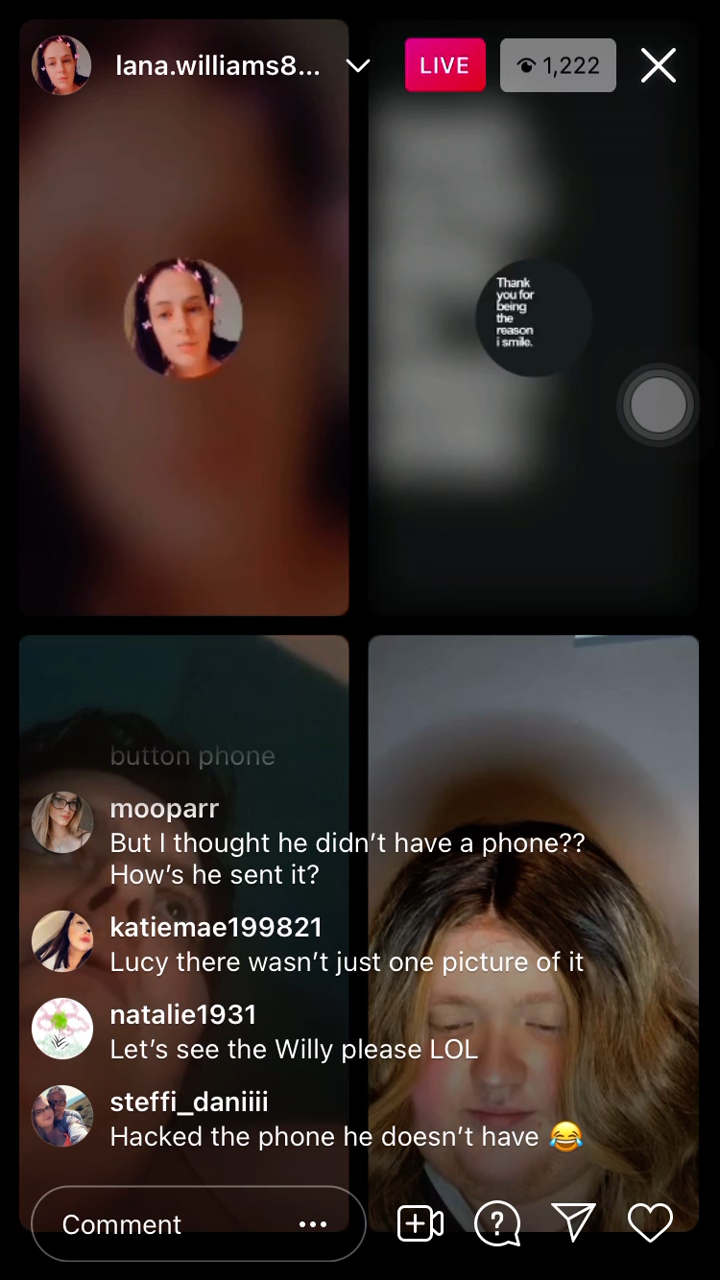 lana.williams8...
LIVE
1,222
Thank
you for
being
the
reason
i smile.
button phone
mooparr
But I thought he didn’t have a phone??
How’s he sent it?
katiemae199821
Lucy there wasn’t just one picture of it
natalie1931
Let’s see the Willy please LOL
steffi_daniiii
Hacked the phone he doesn’t have 😂
Comment